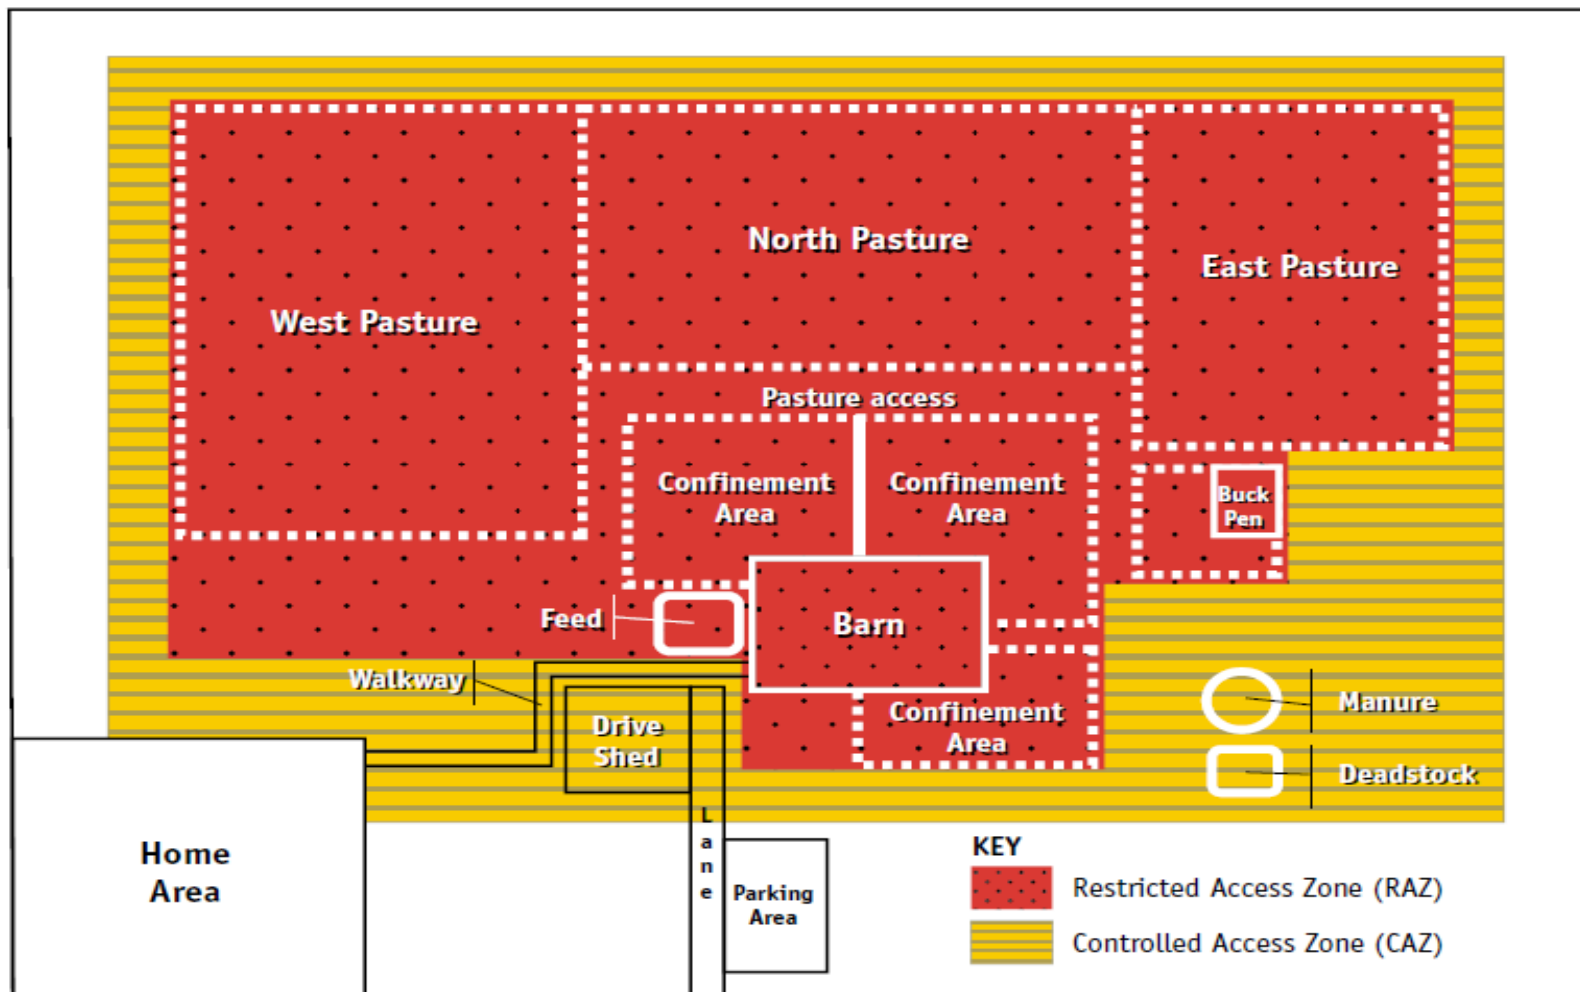 North Pasture
East Pasture
West Pasture
Pasture access
Confinement
Area
Confinement
Area
Buck
Pen
Feed
Barn
Walkway
Manure
Confinement
Area
Drive
Shed
Deadstock
Lane
Home
Area
Parking
Area
KEY
Restricted Access Zone (RAZ)
Controlled Access Zone (CAZ)